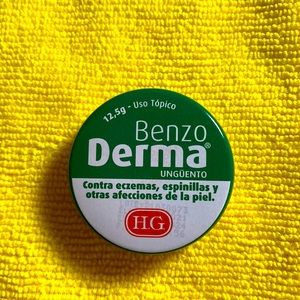 12,5g - Uso Tópico
Benzo
Derma®
UNGÜENTO
Contra eczemas, espinillas y
otras afecciones de la piel.
HG